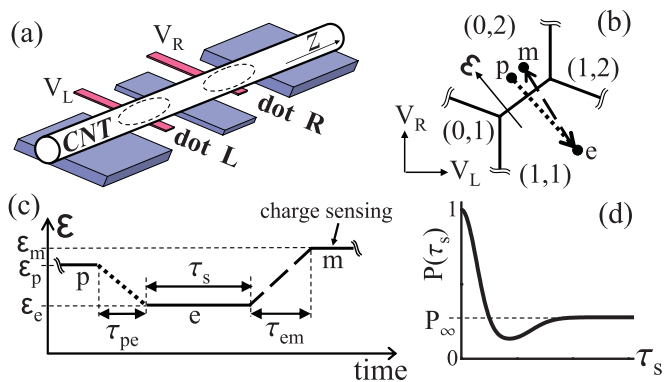 (a)
V_R
V_L
Z
CNT
dot R
dot L
(b)
(0,2)
p
m
(1,2)
ε
(0,1)
V_R
V_L
(1,1)
e
(c)
ε
charge sensing
ε_m
ε_p
ε_e
p
τ_s
m
e
τ_pe
τ_em
time
(d)
1
P(τ_s)
P_∞
0
τ_s